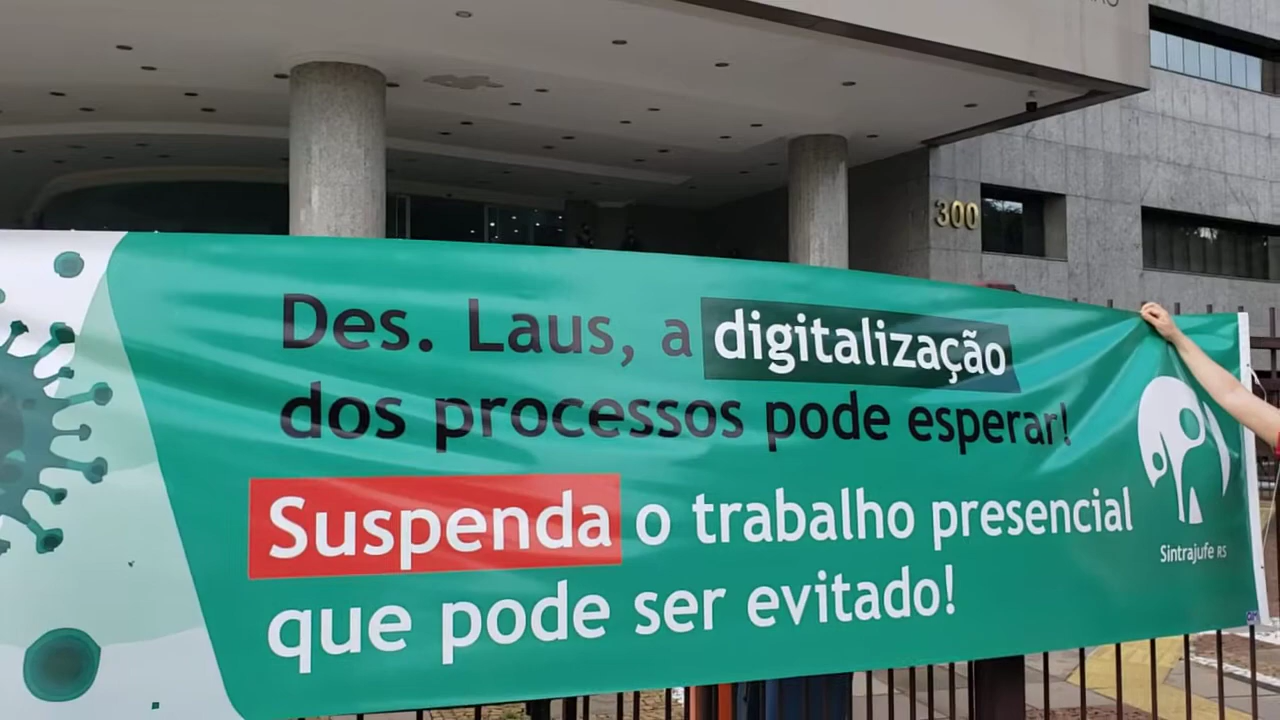 300
Des. Laus, a digitalização
dos processos pode esperar!
Suspenda o trabalho presencial
que pode ser evitado!
Sintrajufe RS